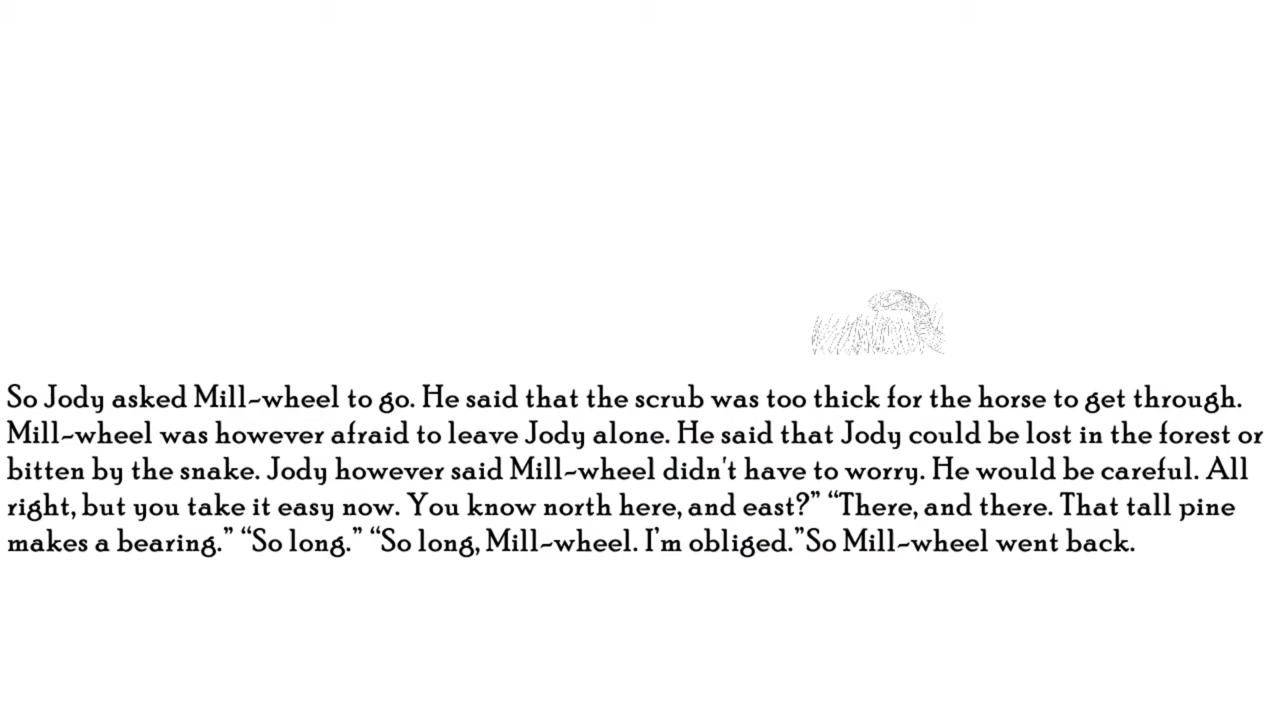 So Jody asked Mill-wheel to go. He said that the scrub was too thick for the horse to get through.
Mill-wheel was however afraid to leave Jody alone. He said that Jody could be lost in the forest or
bitten by the snake. Jody however said Mill-wheel didn't have to worry. He would be careful. All
right, but you take it easy now. You know north here, and east?” “There, and there. That tall pine
makes a bearing.” “So long.” “So long, Mill-wheel. I’m obliged.”So Mill-wheel went back.